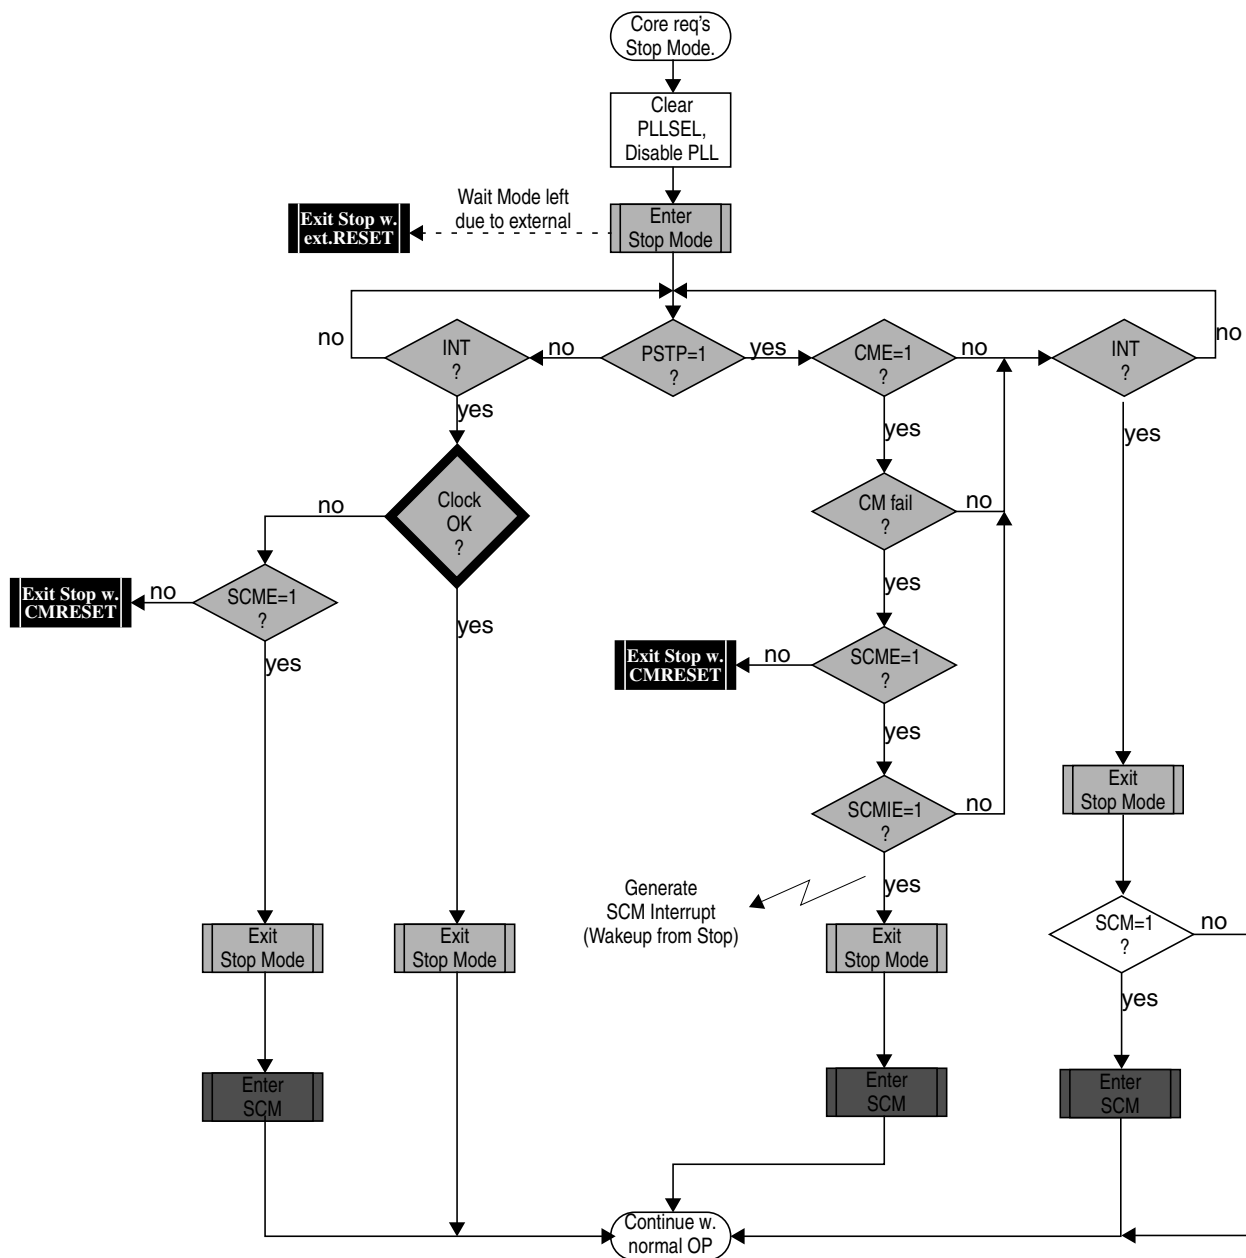 Core req's
Stop Mode.
Clear
PLLSEL,
Disable PLL
Wait Mode left
due to external
Exit Stop w.
ext.RESET
Enter
Stop Mode
no
INT
?
no
PSTP=1
?
yes
CME=1
?
no
INT
?
no
yes
yes
yes
Clock
OK
?
no
CM fail
?
no
yes
Exit Stop w.
CMRESET
no
SCME=1
?
yes
yes
Exit Stop w.
CMRESET
no
SCME=1
?
yes
SCMIE=1
?
no
Exit
Stop Mode
Generate
SCM Interrupt
(Wakeup from Stop)
yes
Exit
Stop Mode
Exit
Stop Mode
Exit
Stop Mode
SCM=1
?
no
yes
Enter
SCM
Enter
SCM
Enter
SCM
Continue w.
normal OP